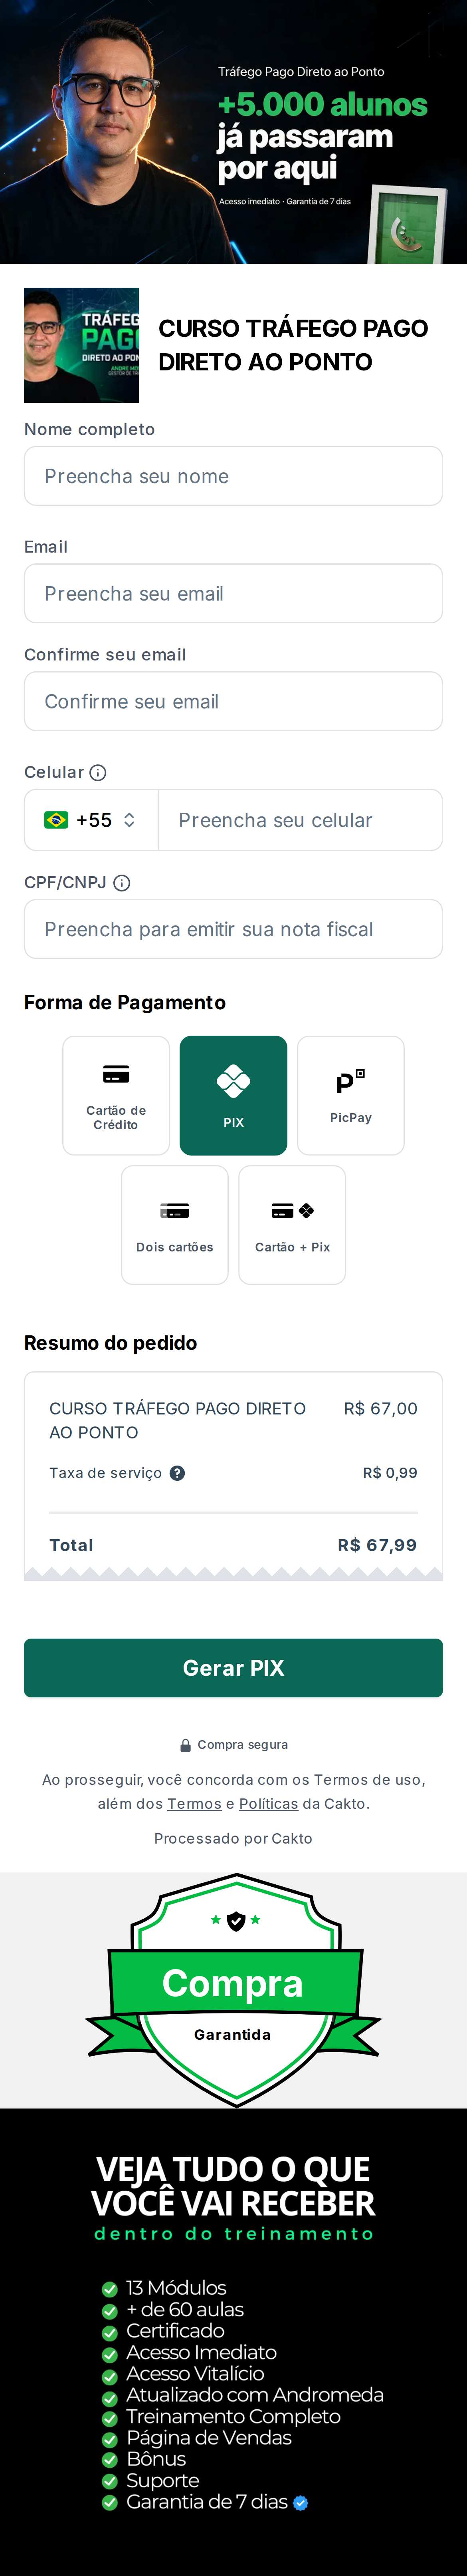 Tráfego Pago Direto ao Ponto
+5.000 alunos
já passaram
por aqui
Acesso imediato · Garantia de 7 dias
TRÁFEG
PAG
DIRETO AO PON
CURSO TRÁFEGO PAGO
DIRETO AO PONTO
Nome completo
Preencha seu nome
Email
Preencha seu email
Confirme seu email
Confirme seu email
Celular
+55
Preencha seu celular
CPF/CNPJ
Preencha para emitir sua nota fiscal
Forma de Pagamento
Cartão de
Crédito
PIX
PicPay
Dois cartões
Cartão + Pix
Resumo do pedido
CURSO TRÁFEGO PAGO DIRETO R$ 67,00
AO PONTO
Taxa de serviço R$ 0,99
Total R$ 67,99
Gerar PIX
Compra segura
Ao prosseguir, você concorda com os Termos de uso,
além dos Termos e Políticas da Cakto.
Processado por Cakto
Compra
Garantida
VEJA TUDO O QUE
VOCÊ VAI RECEBER
dentro do treinamento
13 Módulos
+ de 60 aulas
Certificado
Acesso Imediato
Acesso Vitalício
Atualizado com Andromeda
Treinamento Completo
Página de Vendas
Bônus
Suporte
Garantia de 7 dias